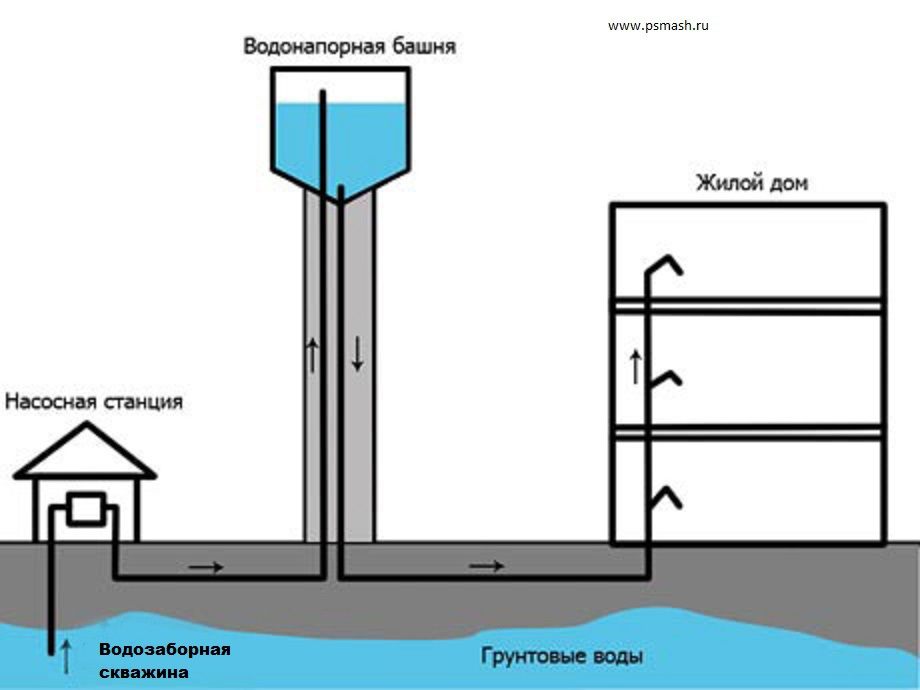 www.psmash.ru
Водонапорная башня
Жилой дом
Насосная станция
Водозаборная
скважина
Грунтовые воды